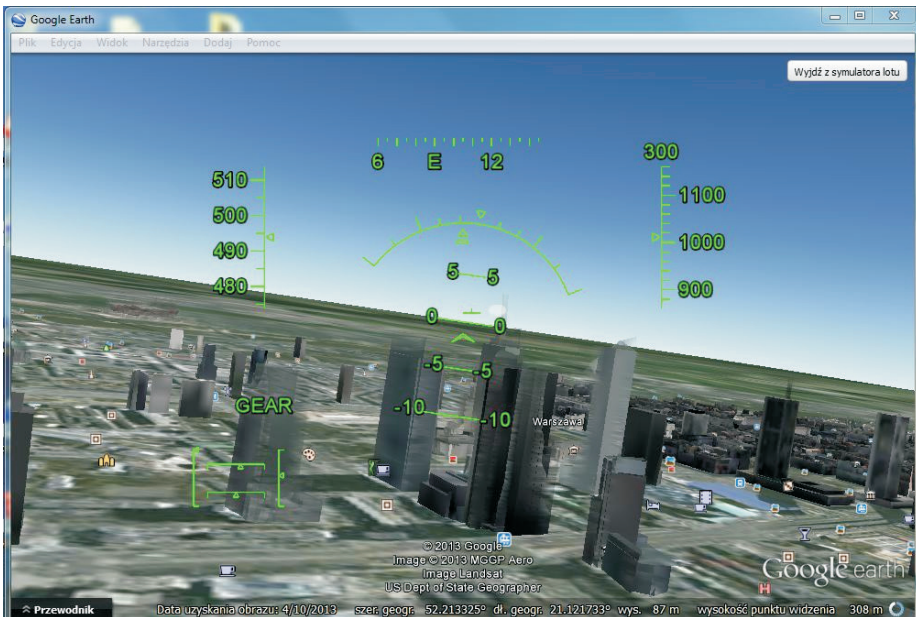 Google Earth
Plik Edycja Widok Narzędzia Dodaj Pomoc
Wyjdź z symulatora lotu
6 E 12
300
510
500
490
480
1100
1000
900
5 5
0 0
-5 -5
-10 -10
GEAR
Warszawa
© 2013 Google
Image © 2013 MGGP Aero
Image Landsat
US Dept of State Geographer
Google earth
Przewodnik
Data uzyskania obrazu: 4/10/2013 szer. geogr. 52.213325° dł. geogr. 21.121733° wys. 87 m wysokość punktu widzenia 308 m